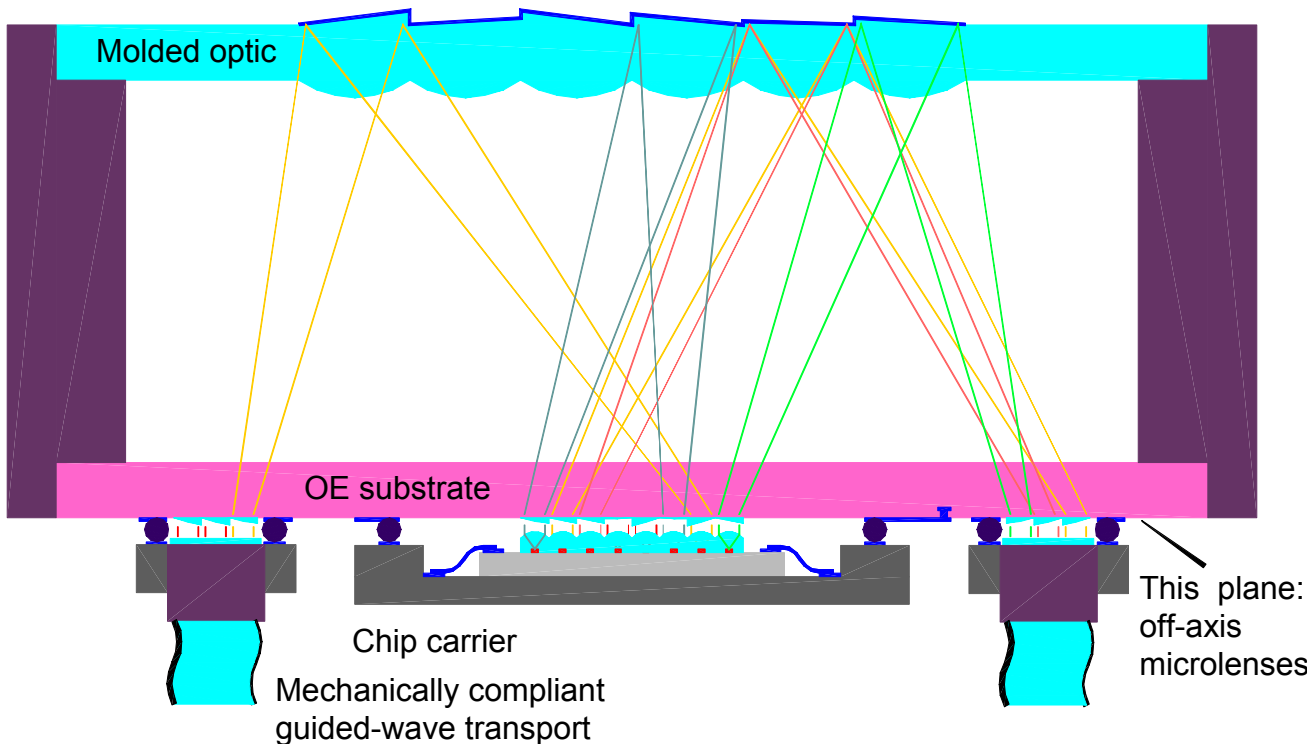 Molded optic
OE substrate
This plane:
off-axis
microlenses
Chip carrier
Mechanically compliant
guided-wave transport